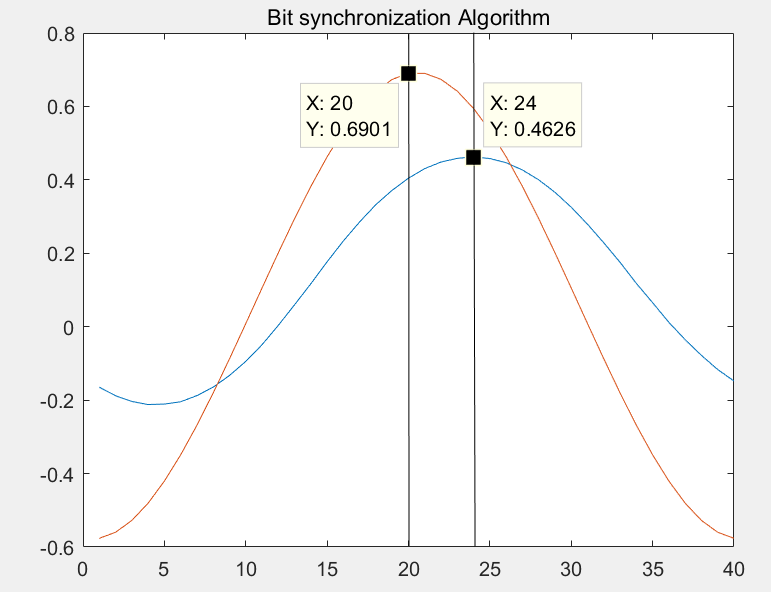 Bit synchronization Algorithm
0.8
0.6
0.4
0.2
0
-0.2
-0.4
-0.6
X: 20
Y: 0.6901
X: 24
Y: 0.4626
0 5 10 15 20 25 30 35 40